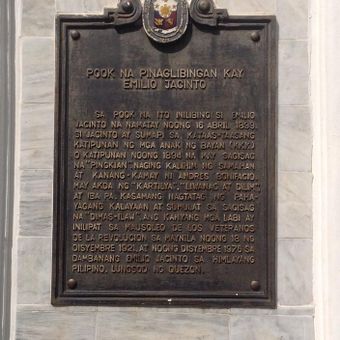 POOK NA PINAGLIBINGAN KAY
EMILIO JACINTO
SA POOK NA ITO INILIBING SI EMILIO
JACINTO NA NAMATAY NOONG 16 ABRIL 1899.
SI JACINTO AY SUMAPI SA KATAAS-TAASANG
KATIPUNAN NG MGA ANAK NG BAYAN (KKK)
O KATIPUNAN NOONG 1894 NA MAY SAGISAG
NA "PINGKIAN" NAGING KALIHIM NG SAMAHAN
AT KANANG-KAMAY NI ANDRES BONIFACIO.
MAY AKDA NG "KARTILYA", "LIWANAG AT DILIM",
AT IBA PA. KASAMANG NAGTATAG NG PAHA-
YAGANG KALAYAAN AT SUMULAT SA SAGISAG
NA "DIMAS-ILAW". ANG KANYANG MGA LABI AY
INILIPAT SA MAUSOLEO DE LOS VETERANOS
DE LA REVOLUCION SA MAYNILA NOONG 18 NG
DISYEMBRE 1921, AT NOONG DISYEMBRE 1975 SA
DAMBANANG EMILIO JACINTO SA HIMLAYANG
PILIPINO, LUNGSOD NG QUEZON.